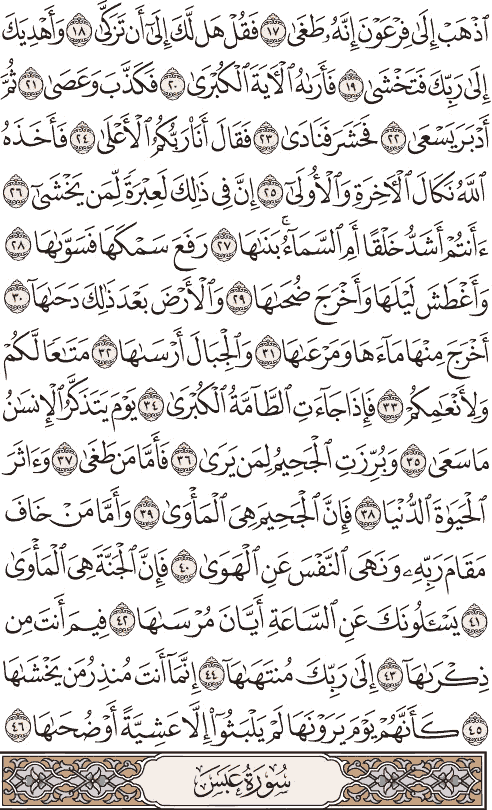 ٱذۡهَبۡ إِلَىٰ فِرۡعَوۡنَ إِنَّهُۥ طَغَىٰ ١٧ فَقُلۡ هَل لَّكَ إِلَىٰٓ أَن تَزَكَّىٰ ١٨ وَأَهۡدِيَكَ
إِلَىٰ رَبِّكَ فَتَخۡشَىٰ ١٩ فَأَرَىٰهُ ٱلۡأٓيَةَ ٱلۡكُبۡرَىٰ ٢٠ فَكَذَّبَ وَعَصَىٰ ٢١ ثُمَّ
أَدۡبَرَ يَسۡعَىٰ ٢٢ فَحَشَرَ فَنَادَىٰ ٢٣ فَقَالَ أَنَا۠ رَبُّكُمُ ٱلۡأَعۡلَىٰ ٢٤ فَأَخَذَهُ
ٱللَّهُ نَكَالَ ٱلۡأٓخِرَةِ وَٱلۡأُولَىٰٓ ٢٥ إِنَّ فِي ذَٰلِكَ لَعِبۡرَةٗ لِّمَن يَخۡشَىٰٓ ٢٦
ءَأَنتُمۡ أَشَدُّ خَلۡقًا أَمِ ٱلسَّمَآءُۚ بَنَىٰهَا ٢٧ رَفَعَ سَمۡكَهَا فَسَوَّىٰهَا ٢٨
وَأَغۡطَشَ لَيۡلَهَا وَأَخۡرَجَ ضُحَىٰهَا ٢٩ وَٱلۡأَرۡضَ بَعۡدَ ذَٰلِكَ دَحَىٰهَآ ٣٠
أَخۡرَجَ مِنۡهَا مَآءَهَا وَمَرۡعَىٰهَا ٣١ وَٱلۡجِبَالَ أَرۡسَىٰهَا ٣٢ مَتَٰعٗا لَّكُمۡ
وَلِأَنۡعَٰمِكُمۡ ٣٣ فَإِذَا جَآءَتِ ٱلطَّآمَّةُ ٱلۡكُبۡرَىٰ ٣٤ يَوۡمَ يَتَذَكَّرُ ٱلۡإِنسَٰنُ
مَا سَعَىٰ ٣٥ وَبُرِّزَتِ ٱلۡجَحِيمُ لِمَن يَرَىٰ ٣٦ فَأَمَّا مَن طَغَىٰ ٣٧ وَءَاثَرَ
ٱلۡحَيَوٰةَ ٱلدُّنۡيَا ٣٨ فَإِنَّ ٱلۡجَحِيمَ هِيَ ٱلۡمَأۡوَىٰ ٣٩ وَأَمَّا مَنۡ خَافَ
مَقَامَ رَبِّهِۦ وَنَهَى ٱلنَّفۡسَ عَنِ ٱلۡهَوَىٰ ٤٠ فَإِنَّ ٱلۡجَنَّةَ هِيَ ٱلۡمَأۡوَىٰ
٤١ يَسۡـَٔلُونَكَ عَنِ ٱلسَّاعَةِ أَيَّانَ مُرۡسَىٰهَا ٤٢ فِيمَ أَنتَ مِن
ذِكۡرَىٰهَآ ٤٣ إِلَىٰ رَبِّكَ مُنتَهَىٰهَآ ٤٤ إِنَّمَآ أَنتَ مُنذِرُ مَن يَخۡشَىٰهَا
٤٥ كَأَنَّهُمۡ يَوۡمَ يَرَوۡنَهَا لَمۡ يَلۡبَثُوٓاْ إِلَّا عَشِيَّةً أَوۡ ضُحَىٰهَا ٤٦
سُورَةُ عَبَسَ